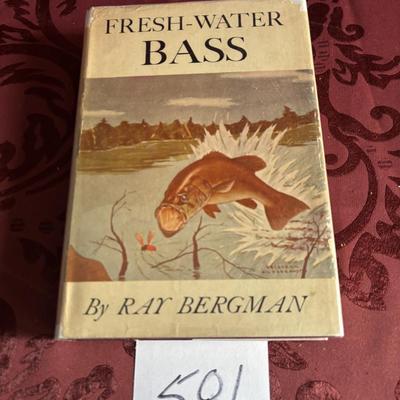 FRESH-WATER
BASS
By RAY BERGMAN
501